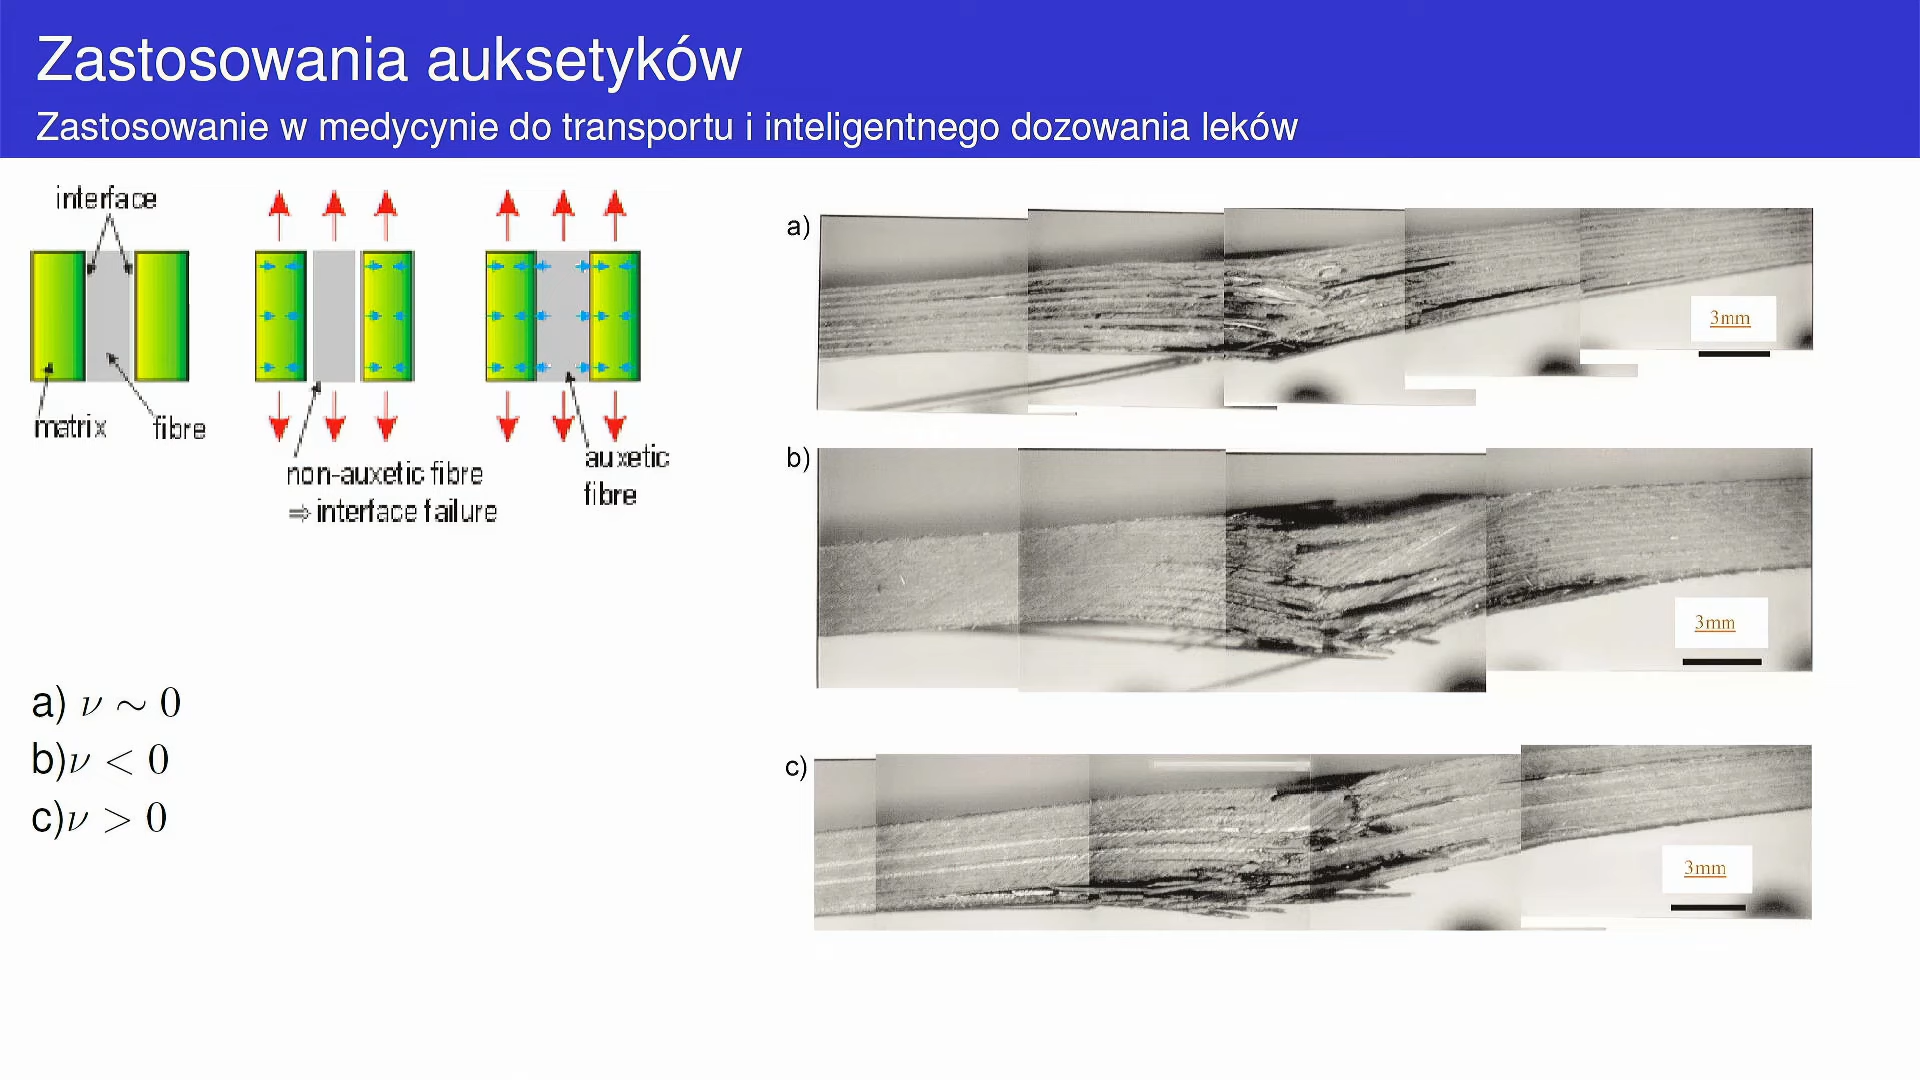 Zastosowania auksetyków
Zastosowanie w medycynie do transportu i inteligentnego dozowania leków
interface
matrix
fibre
non-auxetic fibre
⇒ interface failure
auxetic
fibre
a) ν ∼ 0
b)ν < 0
c)ν > 0
a)
3mm
b)
3mm
c)
3mm